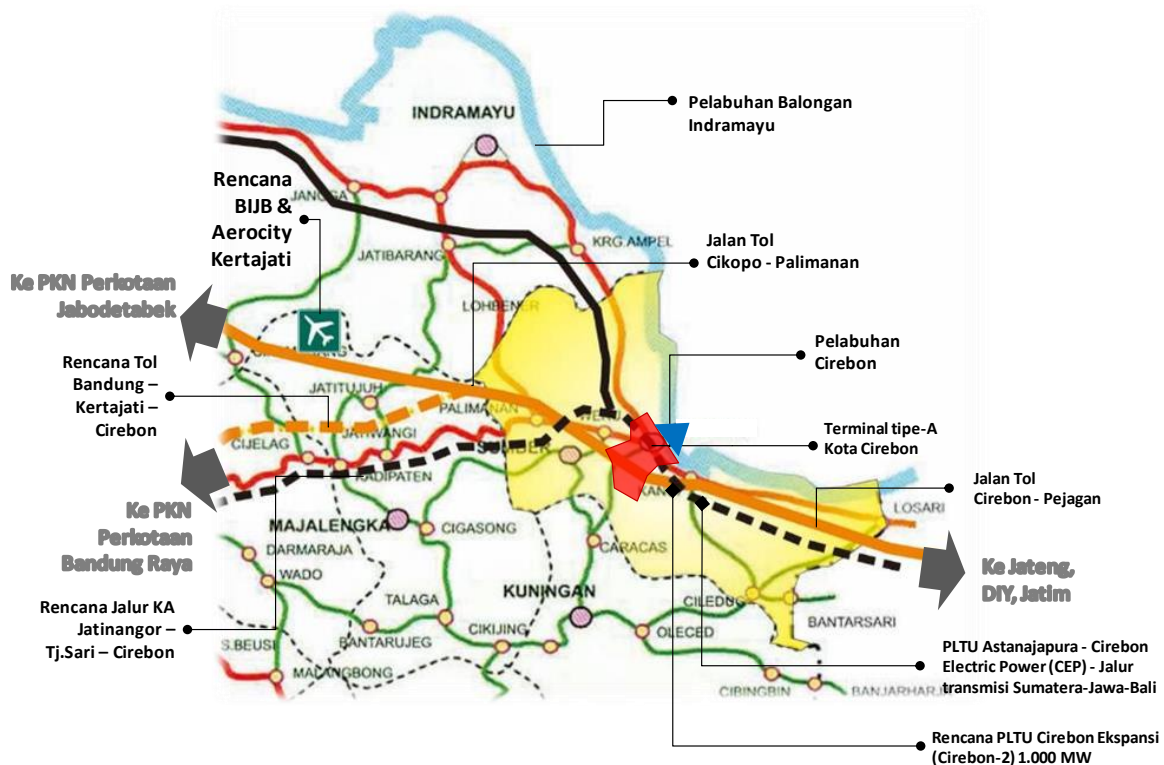 INDRAMAYU
Pelabuhan Balongan
Indramayu
Rencana
BIJB &
Aerocity
Kertajati
JATIBARANG
KRG.AMPEL
Jalan Tol
Cikopo - Palimanan
Ke PKN Perkotaan
Jabodetabek
LOHBENER
Pelabuhan
Cirebon
Rencana Tol
Bandung –
Kertajati –
Cirebon
JATITUJUH
PALIMANAN
CIJELAG
JATIWANGI
SUMBER
Terminal tipe-A
Kota Cirebon
KADIPATEN
Jalan Tol
Cirebon - Pejagan
LOSARI
Ke PKN
Perkotaan
Bandung Raya
MAJALENGKA
CIGASONG
CARACAS
DARMARAJA
WADO
TALAGA
KUNINGAN
CILEDUG
Ke Jateng,
DIY, Jatim
Rencana Jalur KA
Jatinangor –
Tj.Sari – Cirebon
S.BEUSI
BANTARUJEG
CIKIJING
OLECED
BANTARSARI
MALANGBONG
CIBINGBIN
PLTU Astanajapura - Cirebon
Electric Power (CEP) - Jalur
transmisi Sumatera-Jawa-Bali
Rencana PLTU Cirebon Ekspansi
(Cirebon-2) 1.000 MW